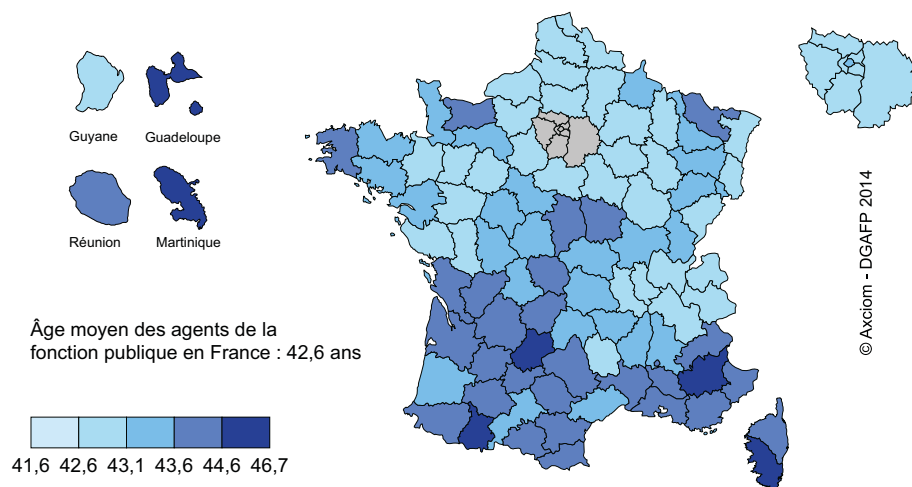 Guyane
Guadeloupe
Réunion
Martinique
Âge moyen des agents de la
fonction publique en France : 42,6 ans
41,6 42,6 43,1 43,6 44,6 46,7
© Axciom - DGAFP 2014